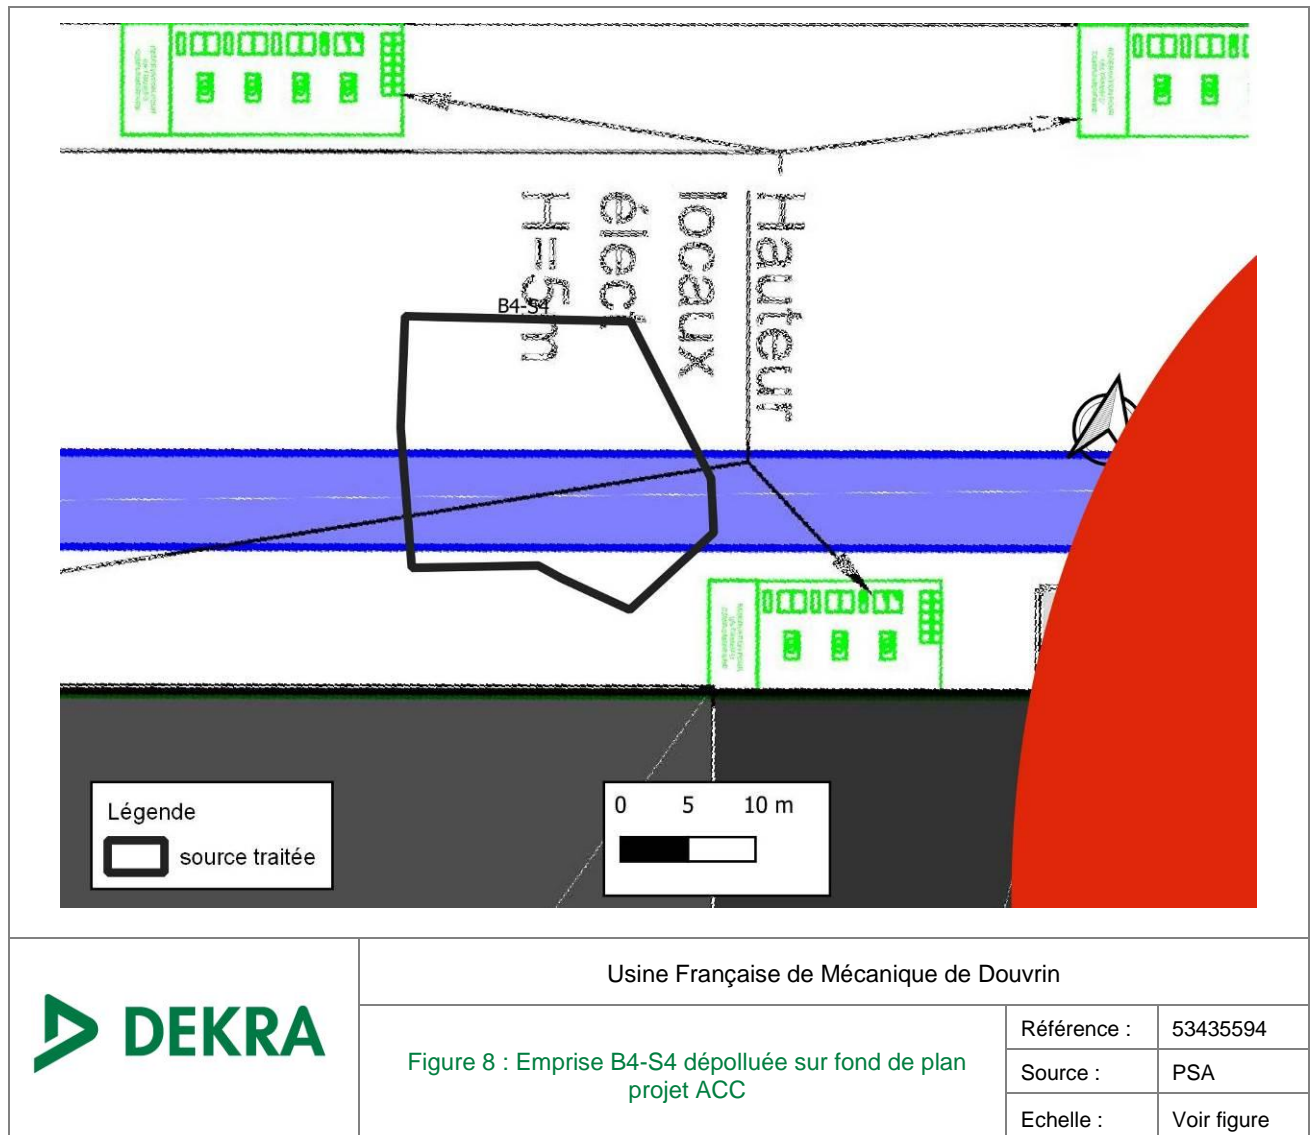 Hauteur
locaux
élec.
H=5m
B4-S4
Légende
source traitée
0 5 10 m
DEKRA
Usine Française de Mécanique de Douvrin
Figure 8 : Emprise B4-S4 dépolluée sur fond de plan
projet ACC
Référence : 53435594
Source : PSA
Echelle : Voir figure